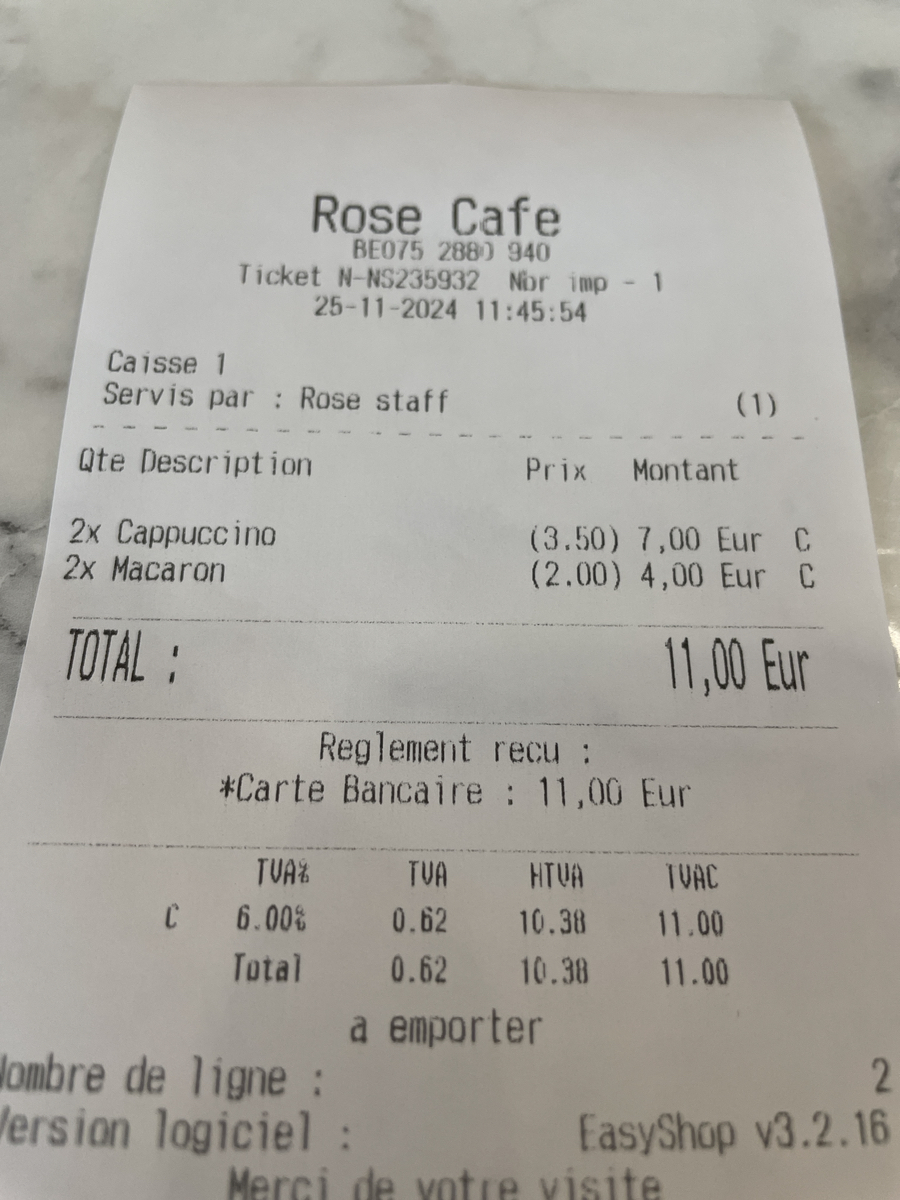 Rose Cafe
BE075 2880 940
Ticket N-NS235932 Nbr imp - 1
25-11-2024 11:45:54
Caisse 1
Servis par : Rose staff (1)
Qte Description Prix Montant
2x Cappuccino (3.50) 7,00 Eur C
2x Macaron (2.00) 4,00 Eur C
TOTAL : 11,00 Eur
Reglement recu :
*Carte Bancaire : 11,00 Eur
TVA% TVA HTVA TVAC
C 6.00% 0.62 10.38 11.00
Total 0.62 10.38 11.00
a emporter
Nombre de ligne : 2
Version logiciel : EasyShop v3.2.16
Merci de votre visite